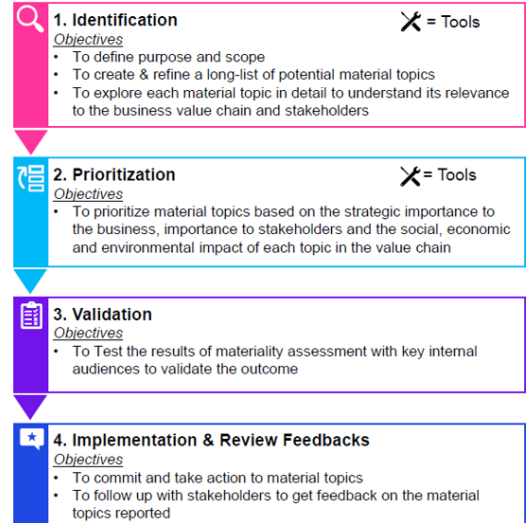 1. Identification
= Tools
Objectives
• To define purpose and scope
• To create & refine a long-list of potential material topics
• To explore each material topic in detail to understand its relevance
to the business value chain and stakeholders
2. Prioritization
= Tools
Objectives
• To prioritize material topics based on the strategic importance to
the business, importance to stakeholders and the social, economic
and environmental impact of each topic in the value chain
3. Validation
Objectives
• To Test the results of materiality assessment with key internal
audiences to validate the outcome
4. Implementation & Review Feedbacks
Objectives
• To commit and take action to material topics
• To follow up with stakeholders to get feedback on the material
topics reported